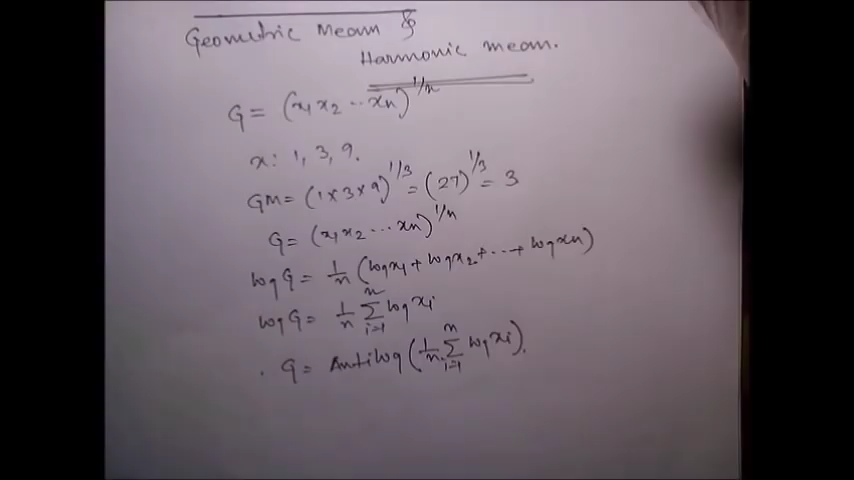 Geometric Mean &
Harmonic mean.
G = (x₁ x₂ ... xₙ)^1/n
x: 1, 3, 9.
GM = (1 × 3 × 9)^1/3 = (27)^1/3 = 3
G = (x₁ x₂ ... xₙ)^1/n
log G = 1/n (log x₁ + log x₂ + ... + log xₙ)
log G = 1/n Σ_{i=1}^{n} log xᵢ
. G = Antilog (1/n . Σ_{i=1}^{n} log xᵢ).